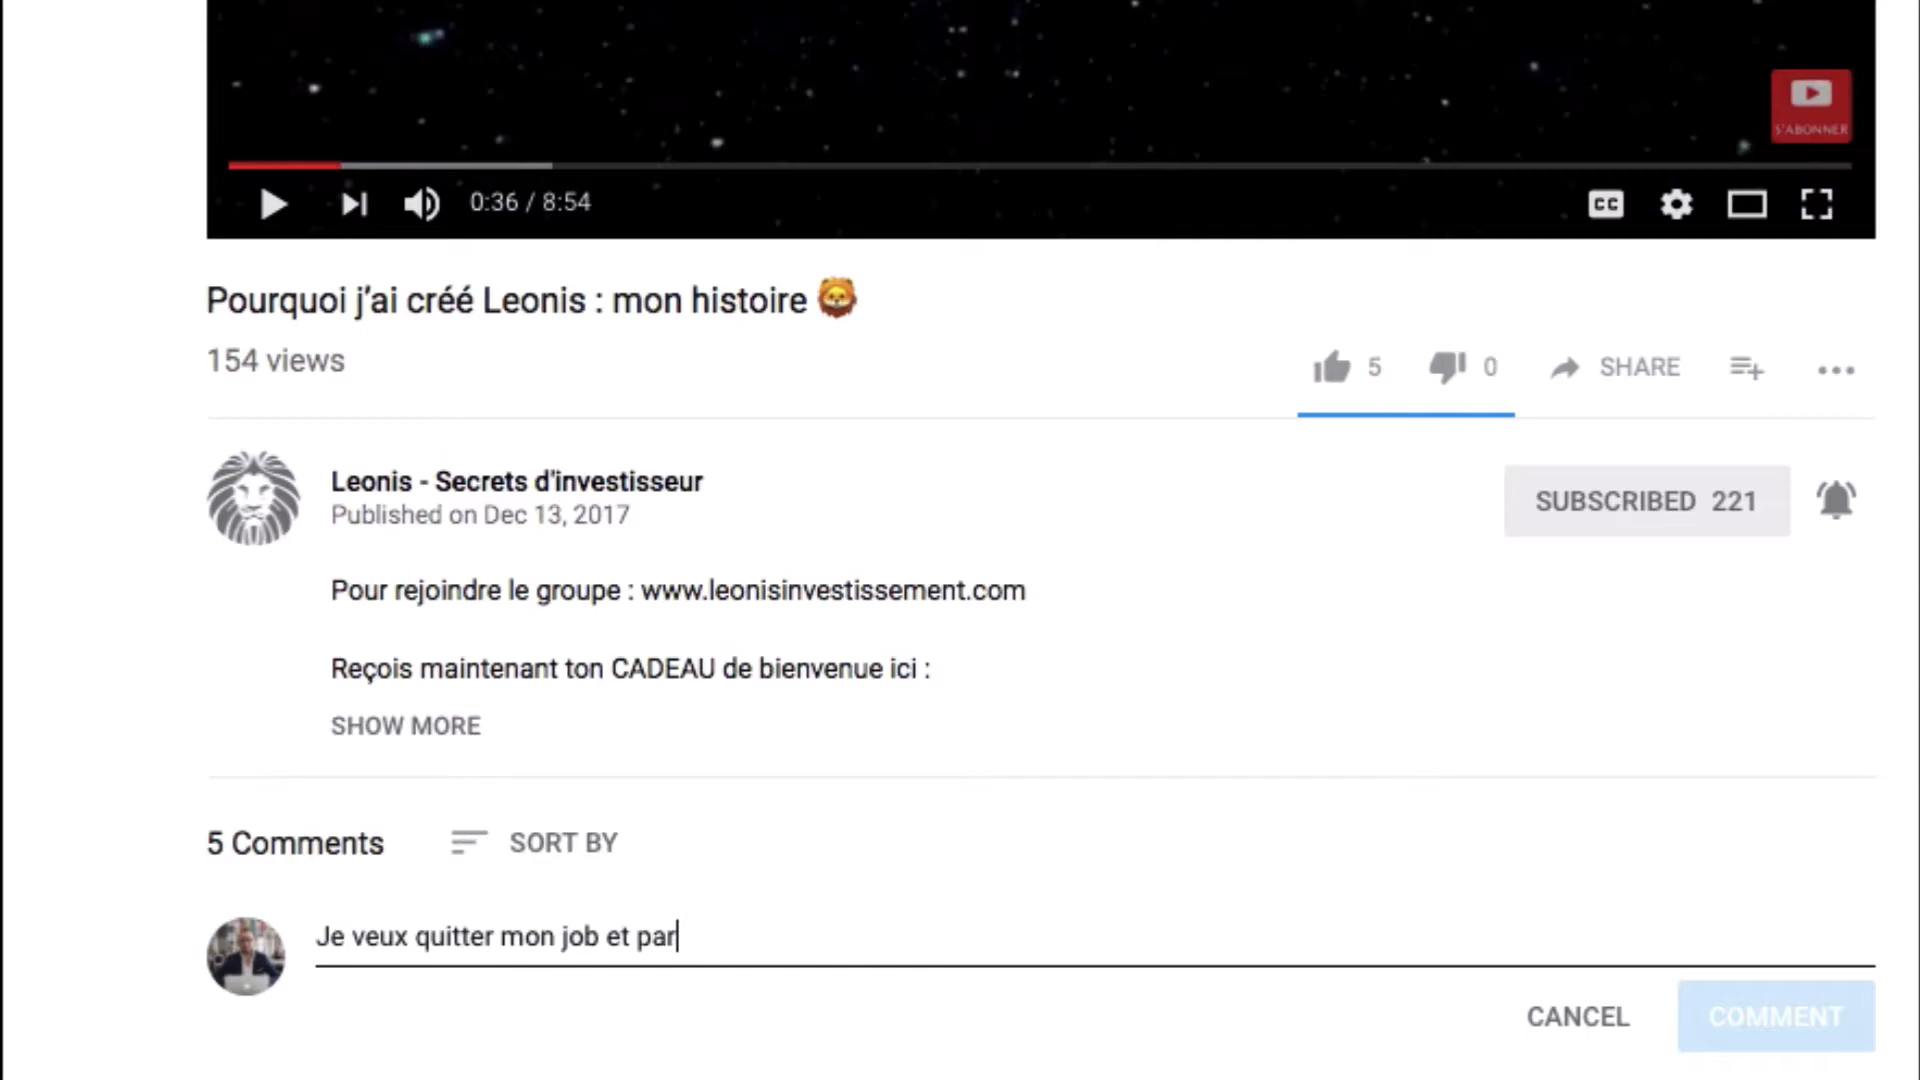 S'ABONNER
0:36 / 8:54
CC
Pourquoi j'ai créé Leonis : mon histoire 🦁
154 views
5
0
SHARE
Leonis - Secrets d'investisseur
Published on Dec 13, 2017
SUBSCRIBED 221
Pour rejoindre le groupe : www.leonisinvestissement.com
Reçois maintenant ton CADEAU de bienvenue ici :
SHOW MORE
5 Comments
SORT BY
Je veux quitter mon job et par
CANCEL
COMMENT